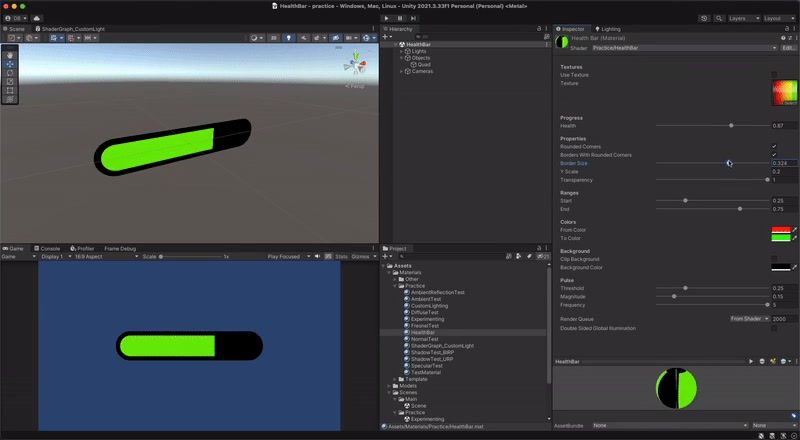 HealthBar - practice - Windows, Mac, Linux - Unity 2021.3.33f1 Personal (Personal) <Metal>
DB
Layers
Layout
Scene
ShaderGraph_CustomLight
2D
Persp
Hierarchy
All
HealthBar
Lights
Objects
Quad
Cameras
Game
Console
Profiler
Frame Debug
Game
Display 1
16:9 Aspect
Scale
1x
Play Focused
Stats
Gizmos
Project
21
Assets
Materials
Other
Practice
AmbientReflectionTest
AmbientTest
CustomLighting
DiffuseTest
Experimenting
FresnelTest
HealthBar
NormalTest
ShaderGraph_CustomLight
ShadowTest_BIRP
ShadowTest_URP
SpecularTest
TestMaterial
Template
Models
Scenes
Main
Scene
Practice
Experimenting
Assets/Materials/Practice/HealthBar.mat
Inspector
Lighting
Health Bar (Material)
Shader
Practice/HealthBar
Edit...
Textures
Use Texture
Texture
Select
Progress
Health
0.87
Properties
Rounded Corners
Borders With Rounded Corners
Border Size
0.324
Y Scale
0.2
Transparency
1
Ranges
Start
0.25
End
0.75
Colors
From Color
To Color
Background
Clip Background
Background Color
Pulse
Threshold
0.25
Magnitude
0.15
Frequency
5
Render Queue
From Shader
2000
Double Sided Global Illumination
HealthBar
AssetBundle
None
None